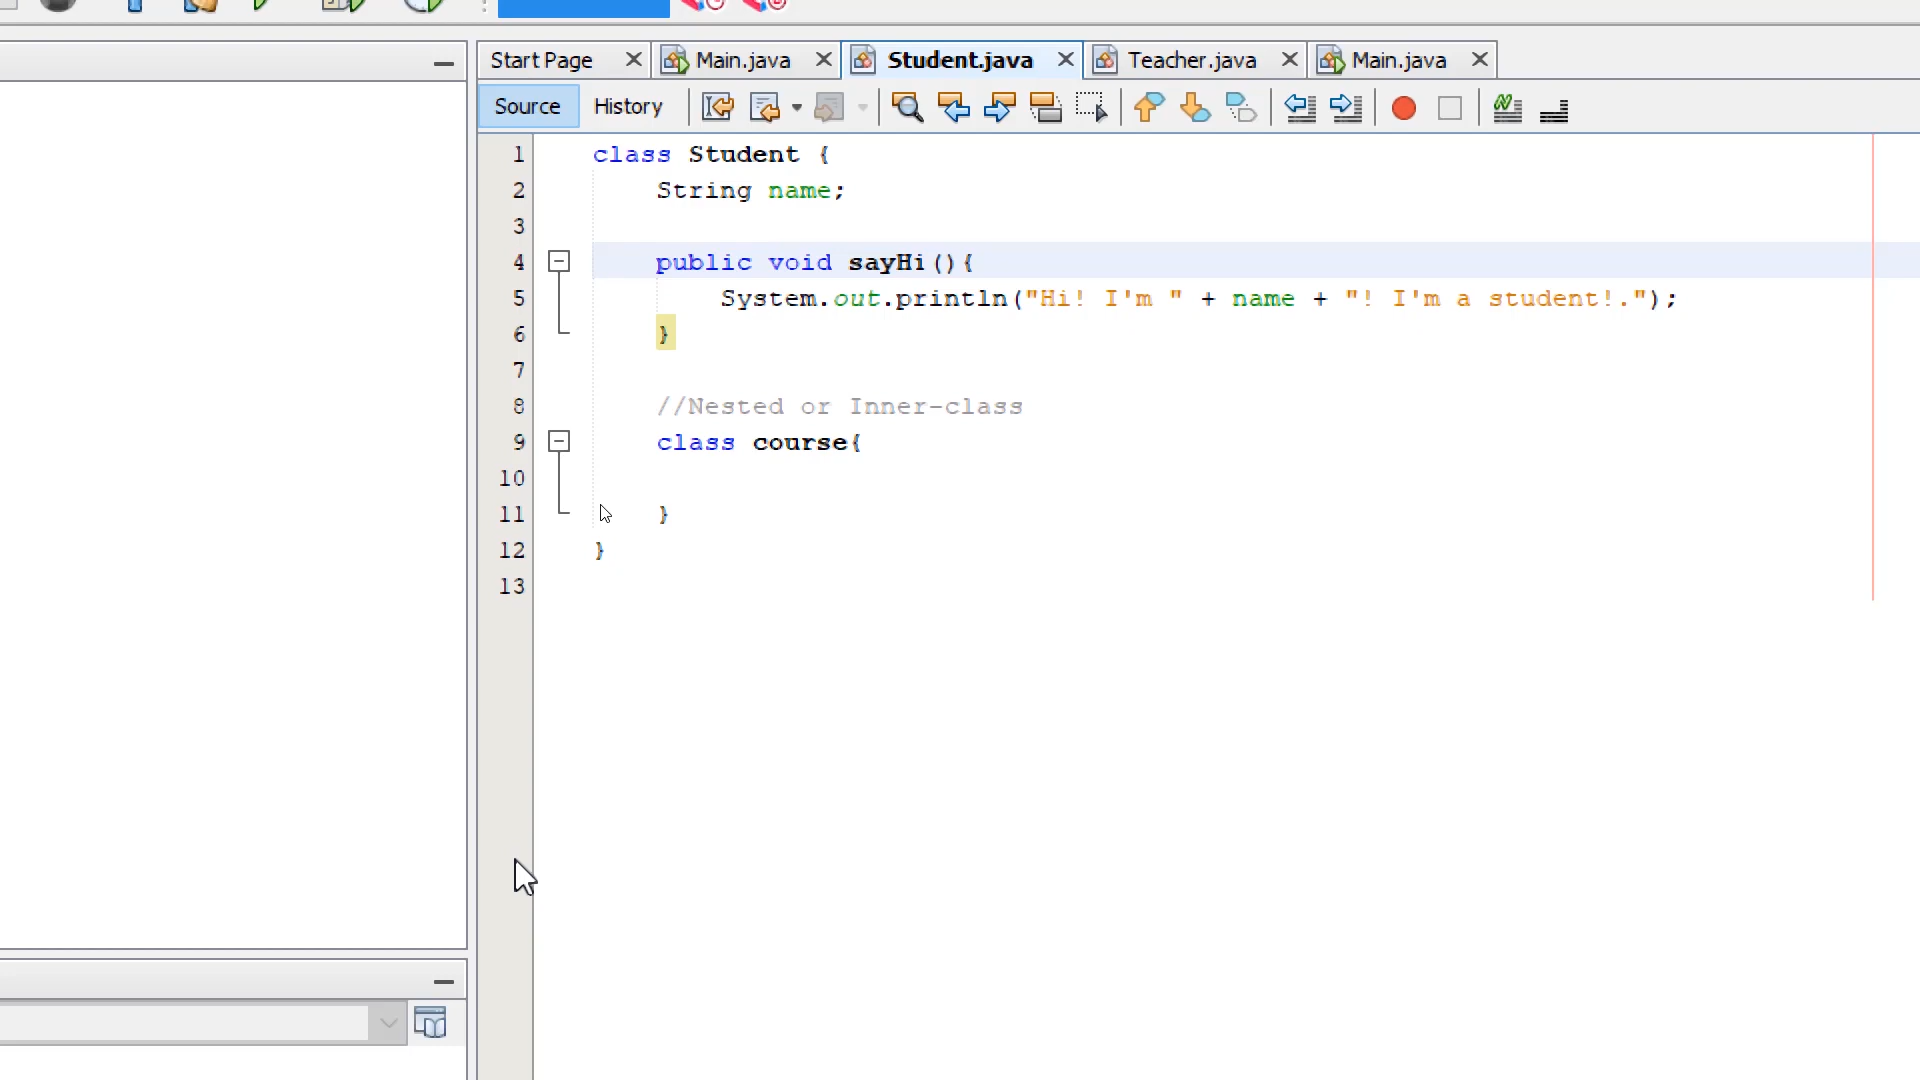 Start Page Main.java Student.java Teacher.java Main.java
Source History
1 class Student {
2 String name;
3
4 public void sayHi(){
5 System.out.println("Hi! I'm " + name + "! I'm a student!.");
6 }
7
8 //Nested or Inner-class
9 class course{
10
11 }
12 }
13